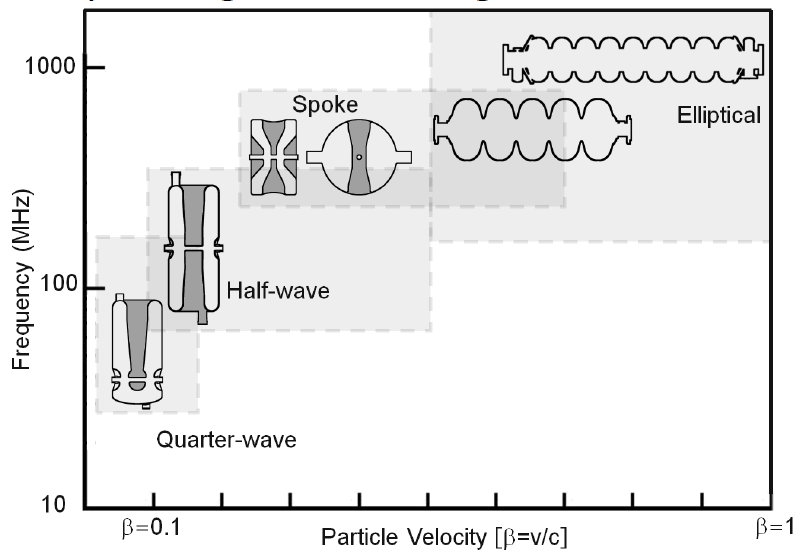 1000
Spoke
Elliptical
Frequency (MHz)
100
Half-wave
Quarter-wave
10
β=0.1
Particle Velocity [β=v/c]
β=1